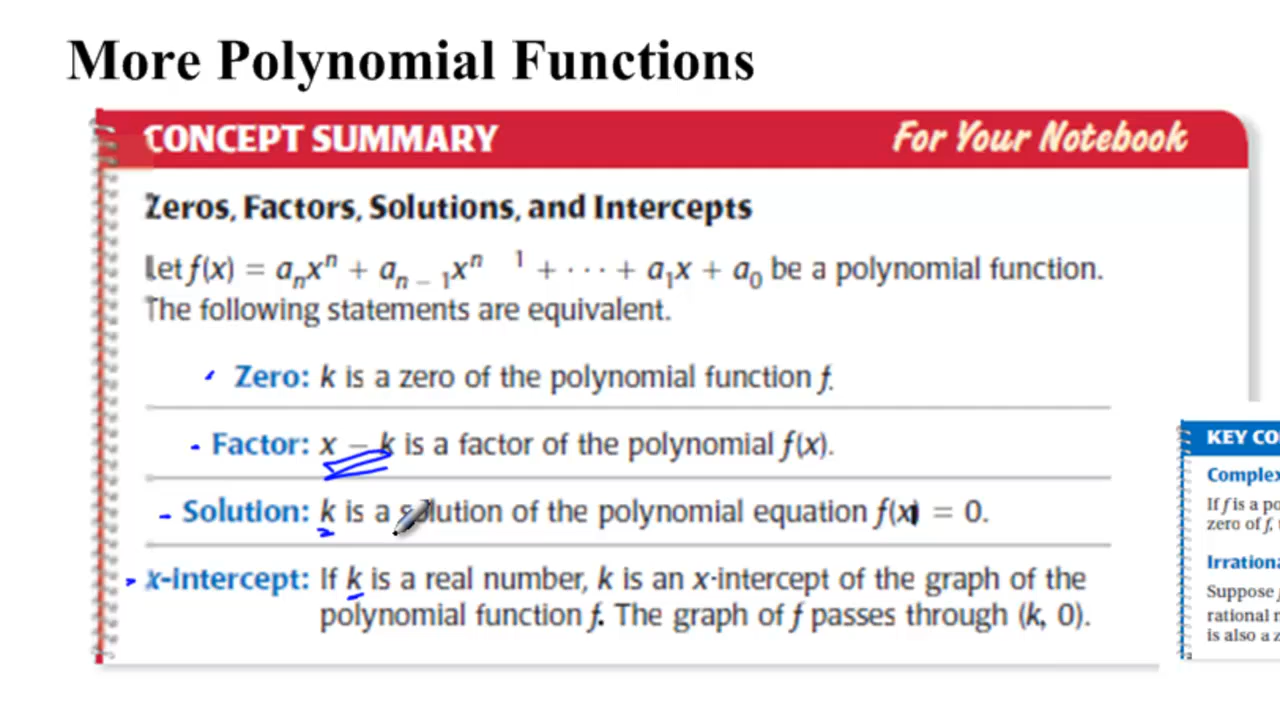 More Polynomial Functions
CONCEPT SUMMARY For Your Notebook
Zeros, Factors, Solutions, and Intercepts
Let f(x) = aₙxⁿ + aₙ₋₁xⁿ ¹ + · · · + a₁x + a₀ be a polynomial function.
The following statements are equivalent.
Zero: k is a zero of the polynomial function f.
Factor: x − k is a factor of the polynomial f(x).
Solution: k is a solution of the polynomial equation f(x) = 0.
x-Intercept: If k is a real number, k is an x-intercept of the graph of the
polynomial function f. The graph of f passes through (k, 0).
KEY CO
Complex
If f is a po
zero of f,
Irrationa
Suppose
rational n
is also a z